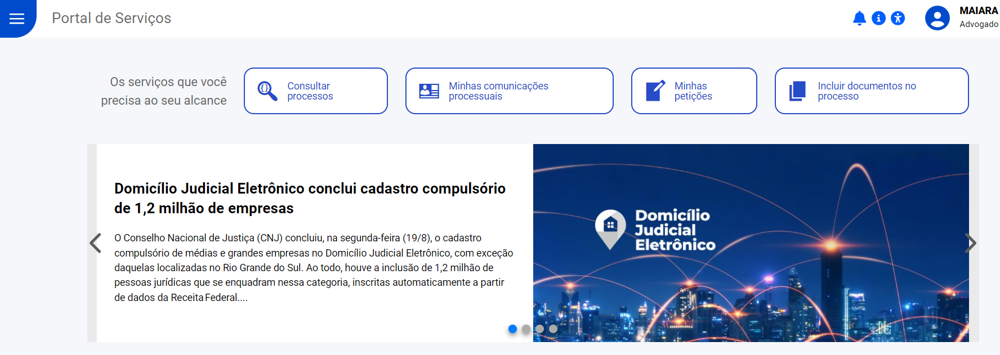 Portal de Serviços
MAIARA
Advogado
Os serviços que você
precisa ao seu alcance
Consultar
processos
Minhas comunicações
processuais
Minhas
petições
Incluir documentos no
processo
Domicílio Judicial Eletrônico conclui cadastro compulsório
de 1,2 milhão de empresas
O Conselho Nacional de Justiça (CNJ) concluiu, na segunda-feira (19/8), o cadastro
compulsório de médias e grandes empresas no Domicílio Judicial Eletrônico, com exceção
daquelas localizadas no Rio Grande do Sul. Ao todo, houve a inclusão de 1,2 milhão de
pessoas jurídicas que se enquadram nessa categoria, inscritas automaticamente a partir
de dados da Receita Federal....
Domicílio
Judicial
Eletrônico